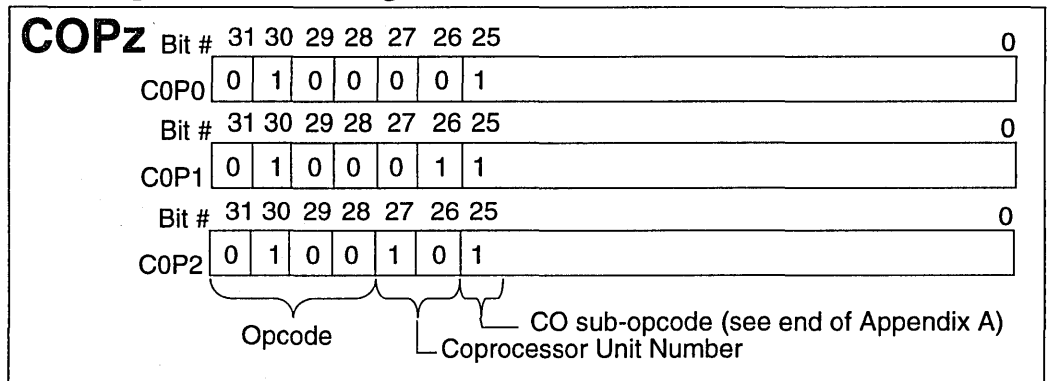 COPz Bit # 31 30 29 28 27 26 25 0
C0P0 0 1 0 0 0 0 1
Bit # 31 30 29 28 27 26 25 0
C0P1 0 1 0 0 0 1 1
Bit # 31 30 29 28 27 26 25 0
C0P2 0 1 0 0 1 0 1
CO sub-opcode (see end of Appendix A)
Opcode
Coprocessor Unit Number